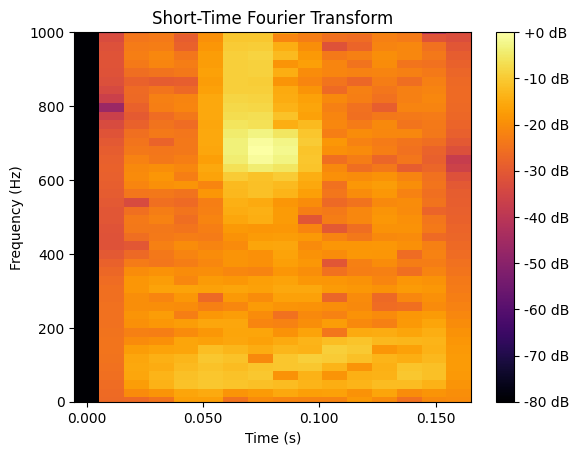 Short-Time Fourier Transform
1000
800
600
400
200
0
Frequency (Hz)
0.000
0.050
0.100
0.150
Time (s)
+0 dB
-10 dB
-20 dB
-30 dB
-40 dB
-50 dB
-60 dB
-70 dB
-80 dB